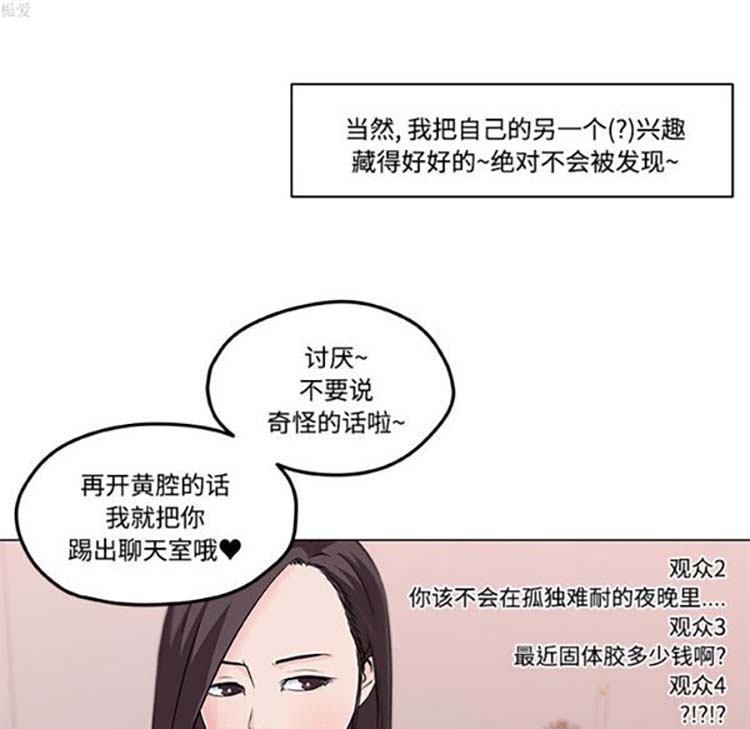 栀爱
当然, 我把自己的另一个(?)兴趣
藏得好好的~绝对不会被发现~
讨厌~
不要说
奇怪的话啦~
再开黄腔的话
我就把你
踢出聊天室哦♥
观众2
你该不会在孤独难耐的夜晚里....
观众3
最近固体胶多少钱啊?
观众4
?!?!?